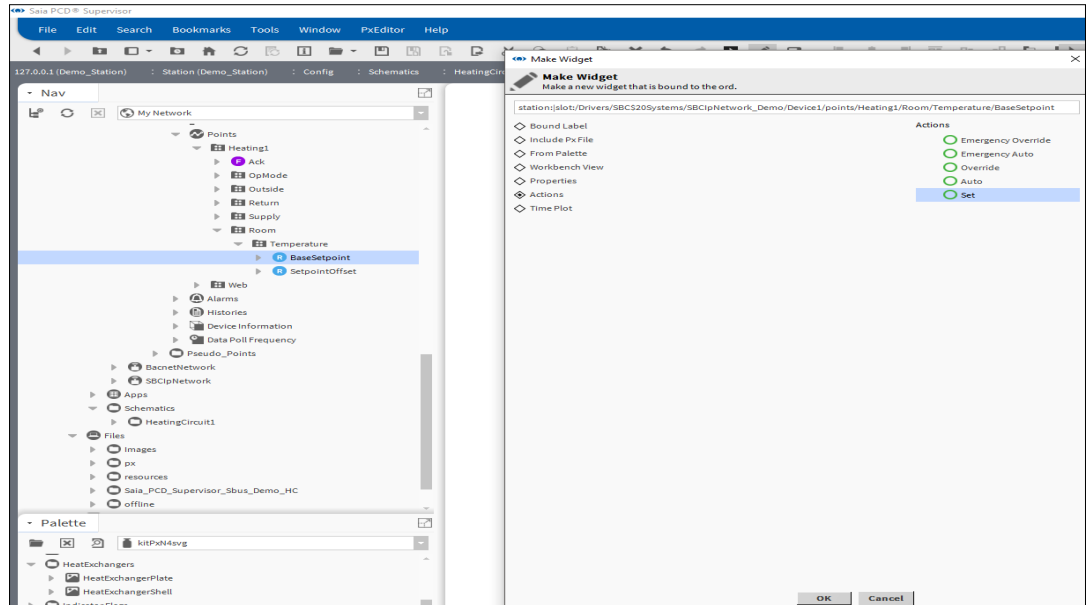 Saia PCD® Supervisor
File Edit Search Bookmarks Tools Window PxEditor Help
127.0.0.1 (Demo_Station) : Station (Demo_Station) : Config : Schematics : HeatingCir
Nav
My Network
Points
Heating1
F Ack
OpMode
Outside
Return
Supply
Room
Temperature
R BaseSetpoint
R SetpointOffset
Web
Alarms
Histories
Device Information
Data Poll Frequency
Pseudo_Points
BacnetNetwork
SBCIpNetwork
Apps
Schematics
HeatingCircuit1
Files
Images
px
resources
Saia_PCD_Supervisor_Sbus_Demo_HC
offline
Palette
kitPxN4svg
HeatExchangers
HeatExchangerPlate
HeatExchangerShell
Make Widget
Make Widget
Make a new widget that is bound to the ord.
station:|slot:/Drivers/SBC$20Systems/SBCIpNetwork_Demo/Device1/points/Heating1/Room/Temperature/BaseSetpoint
Bound Label
Include Px File
From Palette
Workbench View
Properties
Actions
Time Plot
Actions
Emergency Override
Emergency Auto
Override
Auto
Set
OK Cancel